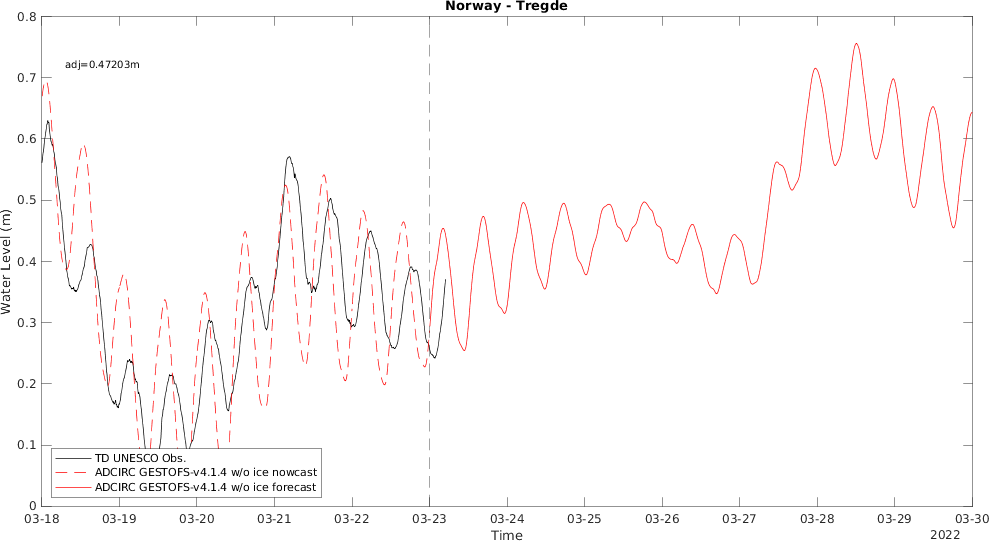 Norway - Tregde
adj=0.47203m
Water Level (m)
0.8
0.7
0.6
0.5
0.4
0.3
0.2
0.1
0
TD UNESCO Obs.
ADCIRC GESTOFS-v4.1.4 w/o ice nowcast
ADCIRC GESTOFS-v4.1.4 w/o ice forecast
03-18 03-19 03-20 03-21 03-22 03-23 03-24 03-25 03-26 03-27 03-28 03-29 03-30
Time
2022